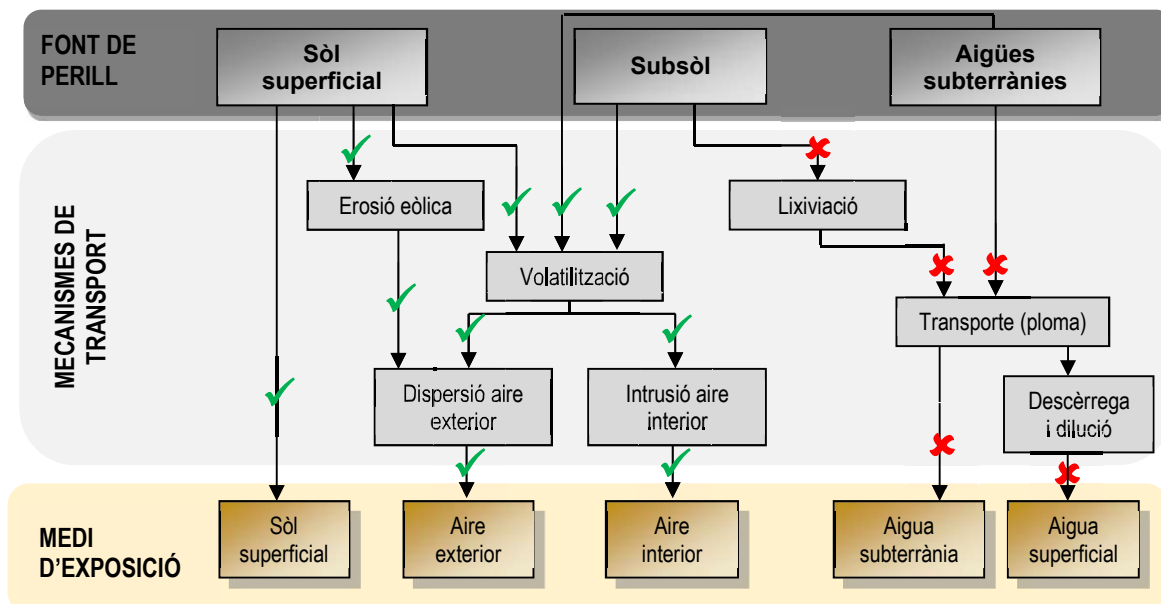 FONT DE
PERILL
Sòl
superficial
Subsòl
Aigües
subterrànies
MECANISMES DE
TRANSPORT
Erosió eòlica
Lixiviació
Volatilització
Transporte (ploma)
Dispersió aire
exterior
Intrusió aire
interior
Descèrrega
i dilució
MEDI
D'EXPOSICIÓ
Sòl
superficial
Aire
exterior
Aire
interior
Aigua
subterrània
Aigua
superficial